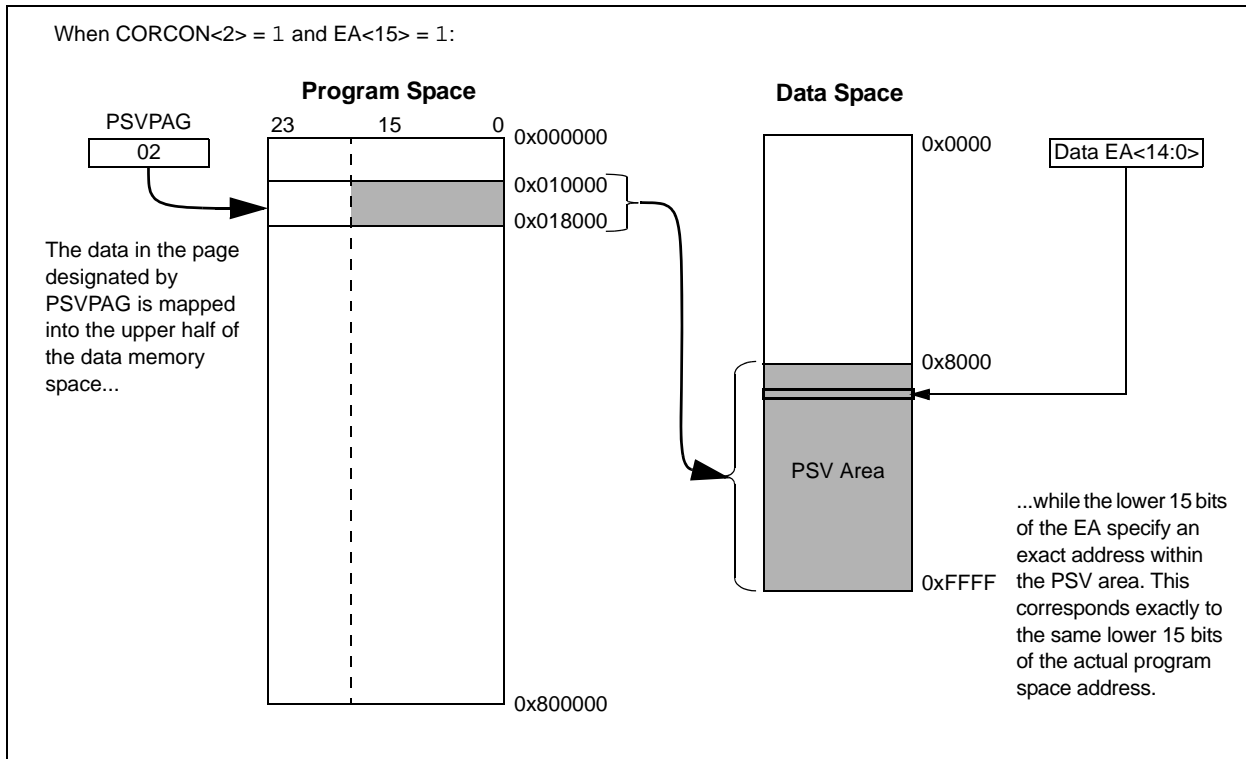 When CORCON<2> = 1 and EA<15> = 1:
Program Space
Data Space
PSVPAG
02
23 15 0
0x000000
0x010000
0x018000
0x800000
The data in the page
designated by
PSVPAG is mapped
into the upper half of
the data memory
space...
0x0000
Data EA<14:0>
0x8000
PSV Area
0xFFFF
...while the lower 15 bits
of the EA specify an
exact address within
the PSV area. This
corresponds exactly to
the same lower 15 bits
of the actual program
space address.